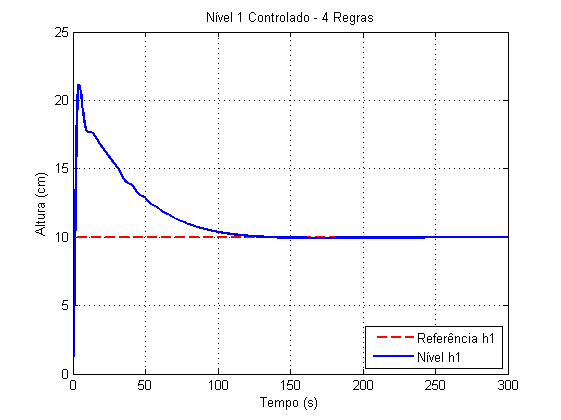 Nível 1 Controlado - 4 Regras
25
20
15
10
5
0
Altura (cm)
0 50 100 150 200 250 300
Tempo (s)
Referência h1
Nível h1